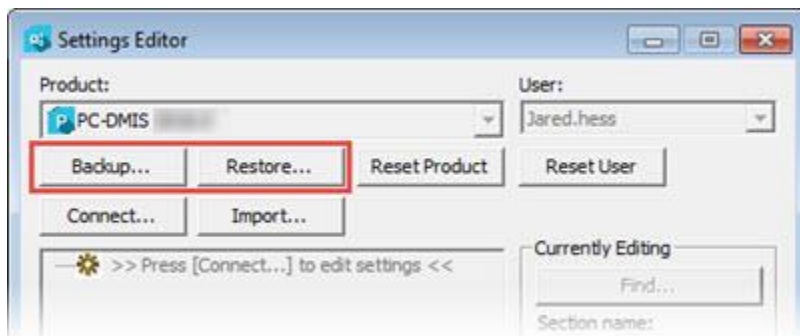 Settings Editor
Product: User:
PC-DMIS Jared.hess
Backup... Restore... Reset Product Reset User
Connect... Import...
>> Press [Connect...] to edit settings <<
Currently Editing
Find...
Section name: